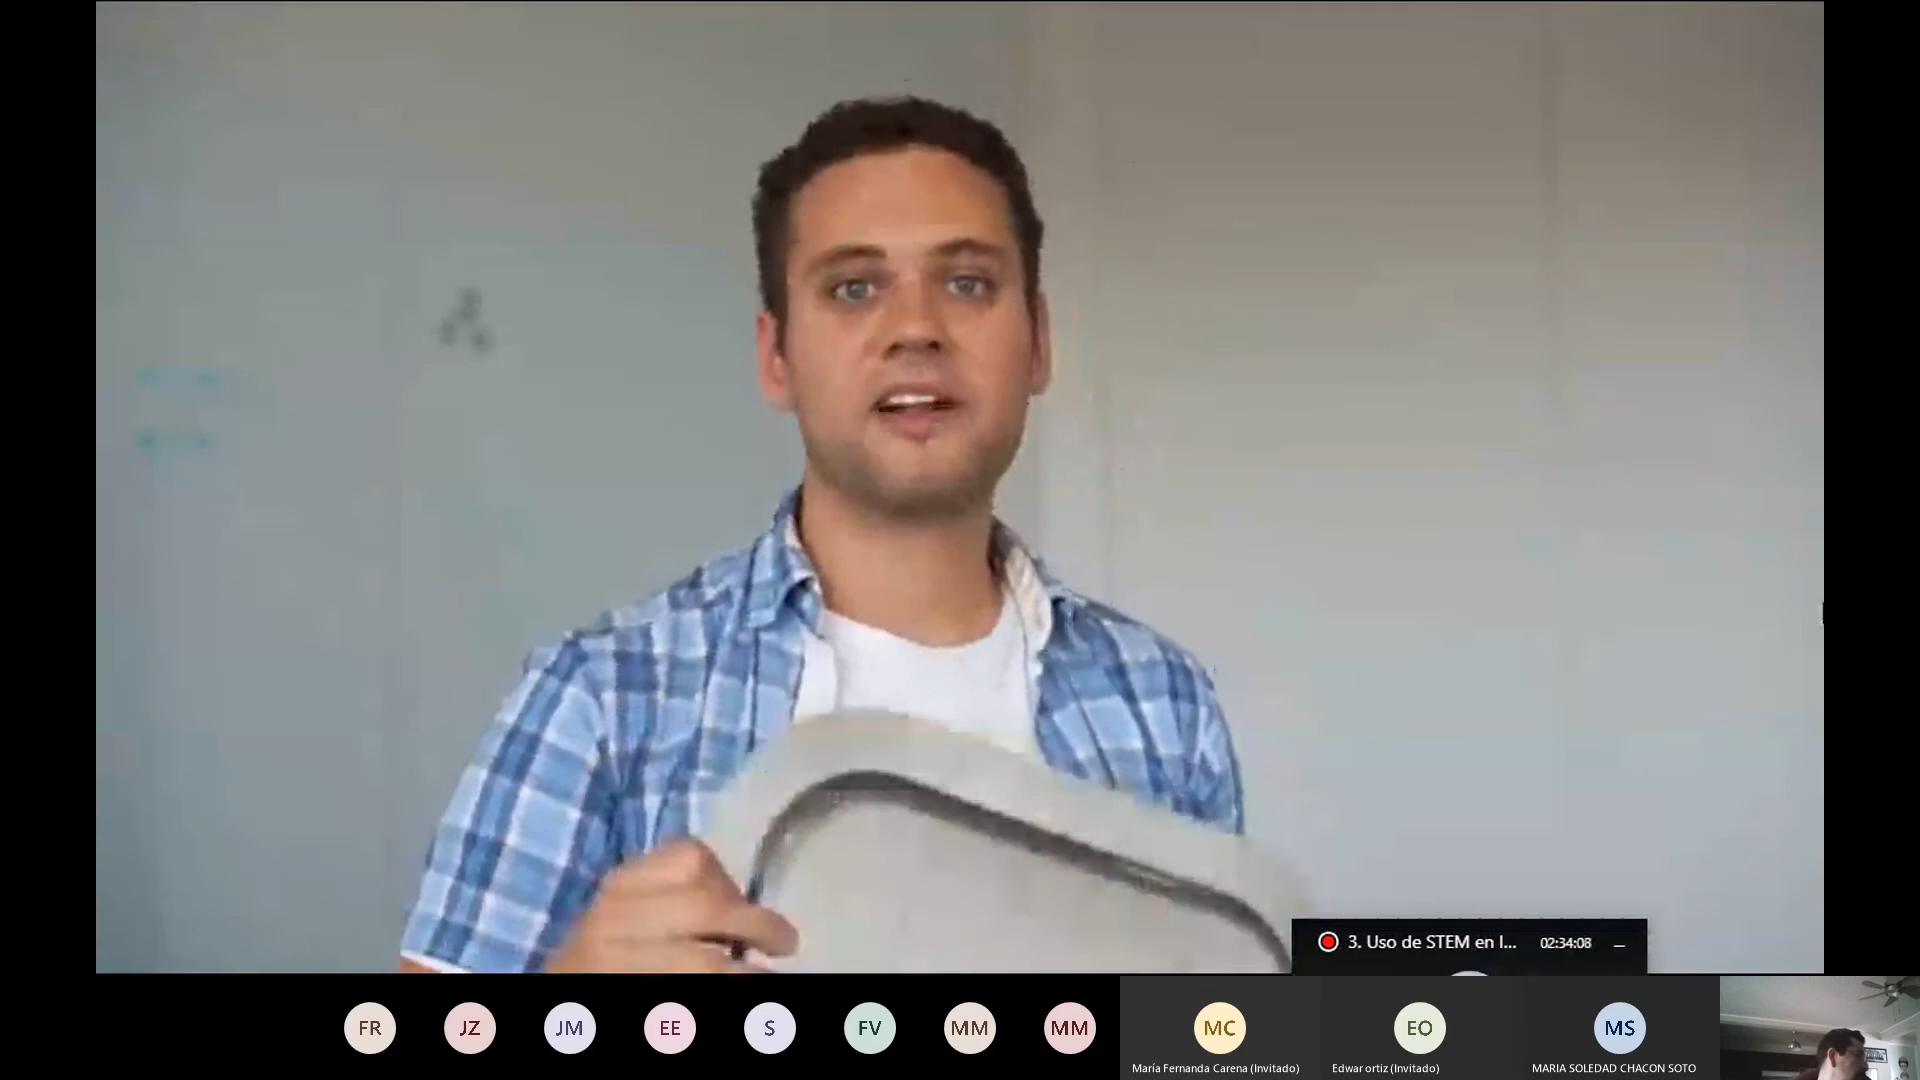 3. Uso de STEM en l... 02:34:08
FR JZ JM EE S FV MM MM MC EO MS
María Fernanda Carena (Invitado) Edwar ortiz (Invitado) MARIA SOLEDAD CHACON SOTO